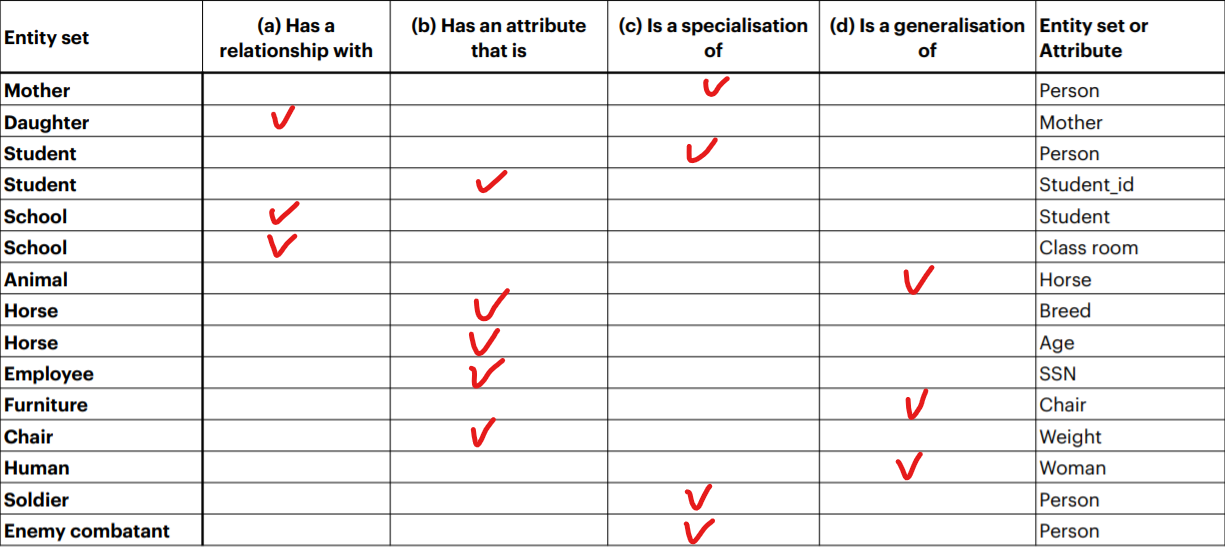 Entity set (a) Has a relationship with (b) Has an attribute that is (c) Is a specialisation of (d) Is a generalisation of Entity set or Attribute
Mother ✓ Person
Daughter ✓ Mother
Student ✓ Person
Student ✓ Student_id
School ✓ Student
School ✓ Class room
Animal ✓ Horse
Horse ✓ Breed
Horse ✓ Age
Employee ✓ SSN
Furniture ✓ Chair
Chair ✓ Weight
Human ✓ Woman
Soldier ✓ Person
Enemy combatant ✓ Person